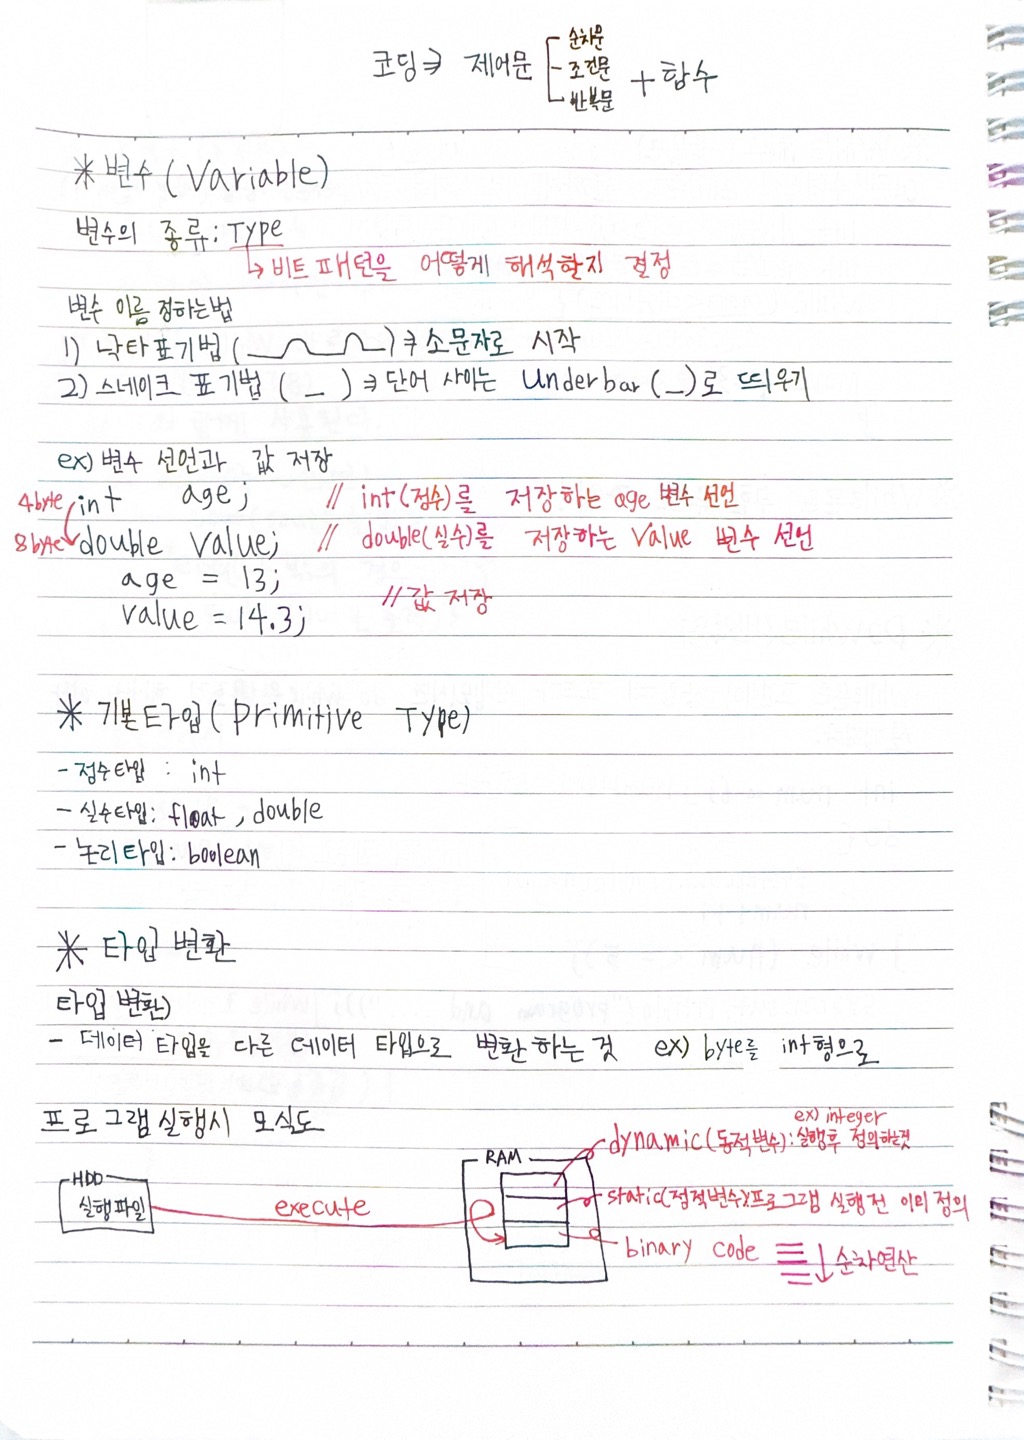 코딩 ⇒ 제어문 + 함수
순차문
조건문
반복문
* 변수 (Variable)
변수의 종류 : Type
↳ 비트 패턴을 어떻게 해석할지 결정
변수 이름 정하는법
1) 낙타표기법 ( ) ⇒ 소문자로 시작
2) 스네이크 표기법 ( _ ) ⇒ 단어 사이는 Underbar (_)로 띄우기
ex) 변수 선언과 값 저장
4byte int age; // int(정수)를 저장하는 age 변수 선언
8byte double value; // double(실수)를 저장하는 Value 변수 선언
age = 13;
value = 14.3; // 값 저장
* 기본타입 (primitive Type)
- 정수타입 : int
- 실수타입 : float, double
- 논리타입 : boolean
* 타입 변환
타입 변환)
- 데이터 타입을 다른 데이터 타입으로 변환하는 것 ex) byte를 int형으로
프로그램 실행시 모식도
ex) integer
dynamic(동적변수) : 실행후 정의하는것
RAM
HDD
실행파일
execute
static(정적변수) 프로그램 실행전 이미 정의
binary code ↓ 순차연산